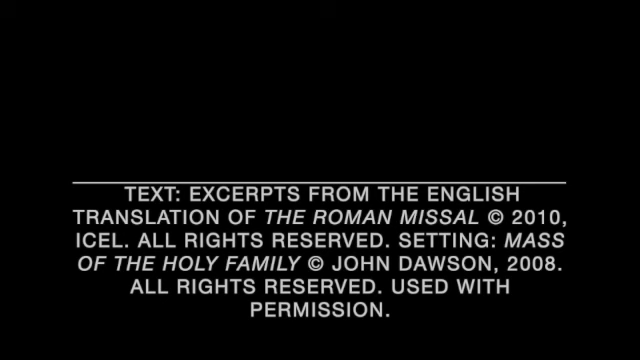 TEXT: EXCERPTS FROM THE ENGLISH
TRANSLATION OF THE ROMAN MISSAL © 2010,
ICEL. ALL RIGHTS RESERVED. SETTING: MASS
OF THE HOLY FAMILY © JOHN DAWSON, 2008.
ALL RIGHTS RESERVED. USED WITH
PERMISSION.